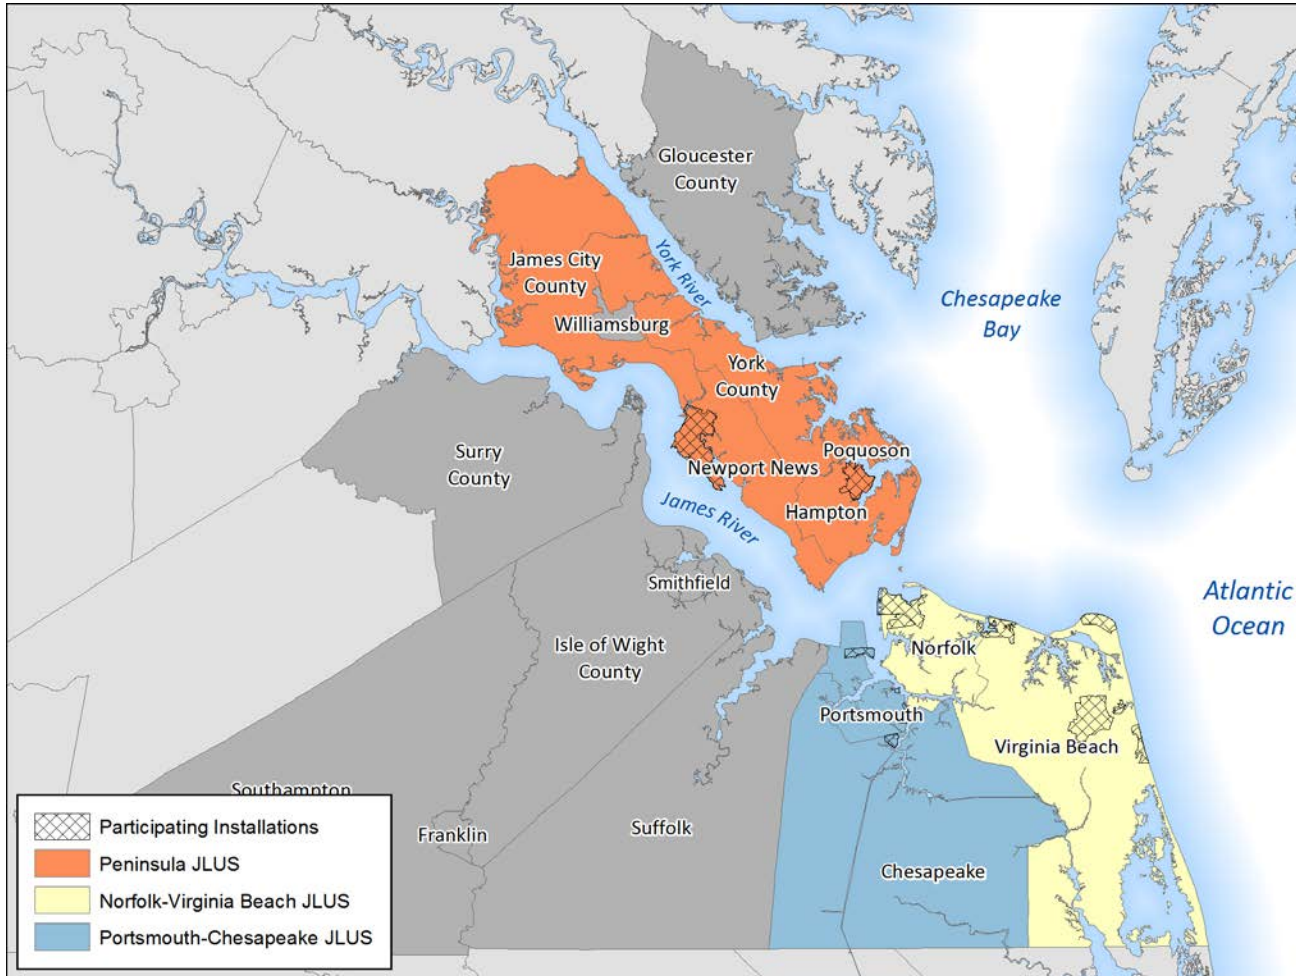 Gloucester
County
York River
James City
County
Chesapeake
Bay
Williamsburg
York
County
Surry
County
Poquoson
Newport News
Hampton
James River
Smithfield
Atlantic
Ocean
Isle of Wight
County
Norfolk
Portsmouth
Virginia Beach
Southampton
Franklin
Suffolk
Chesapeake
Participating Installations
Peninsula JLUS
Norfolk-Virginia Beach JLUS
Portsmouth-Chesapeake JLUS